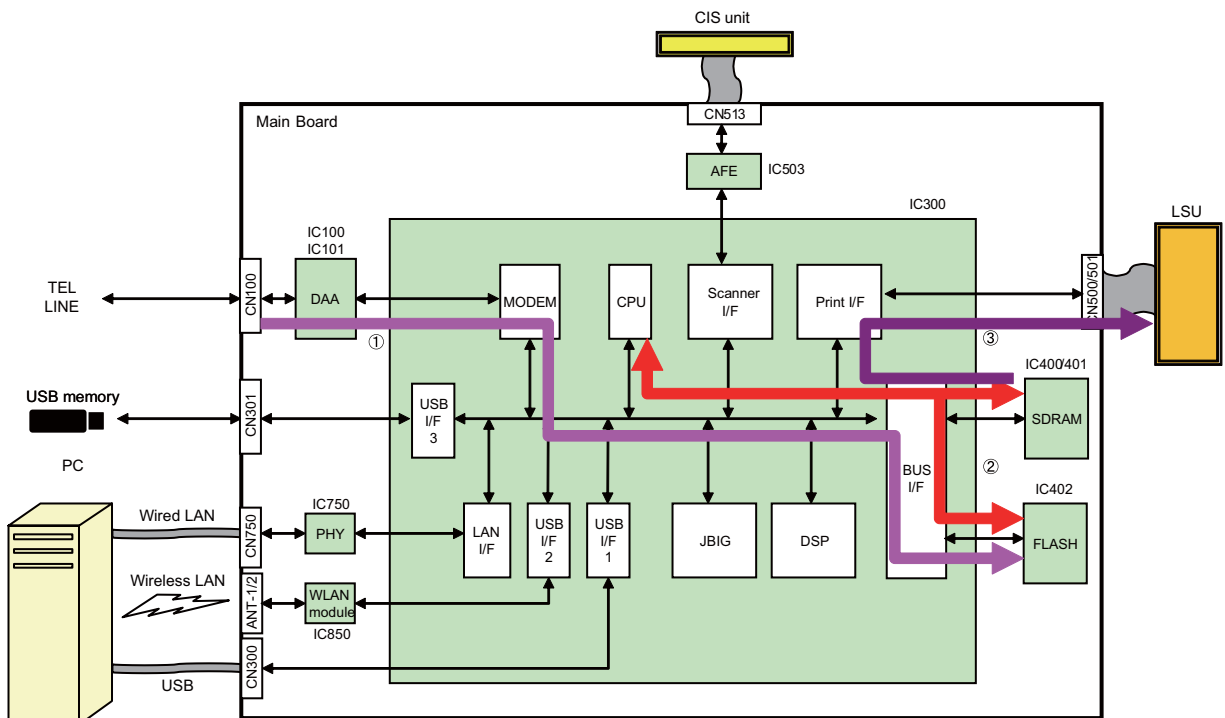 CIS unit
CN513
Main Board
AFE
IC503
IC300
LSU
IC100
IC101
TEL
LINE
CN100
DAA
MODEM
CPU
Scanner
I/F
Print I/F
CN500/501
①
③
IC400/401
SDRAM
USB memory
CN301
USB
I/F
3
PC
BUS
I/F
②
IC402
FLASH
Wired LAN
CN750
IC750
PHY
LAN
I/F
USB
I/F
2
USB
I/F
1
JBIG
DSP
Wireless LAN
ANT-1/2
WLAN
module
IC850
CN300
USB